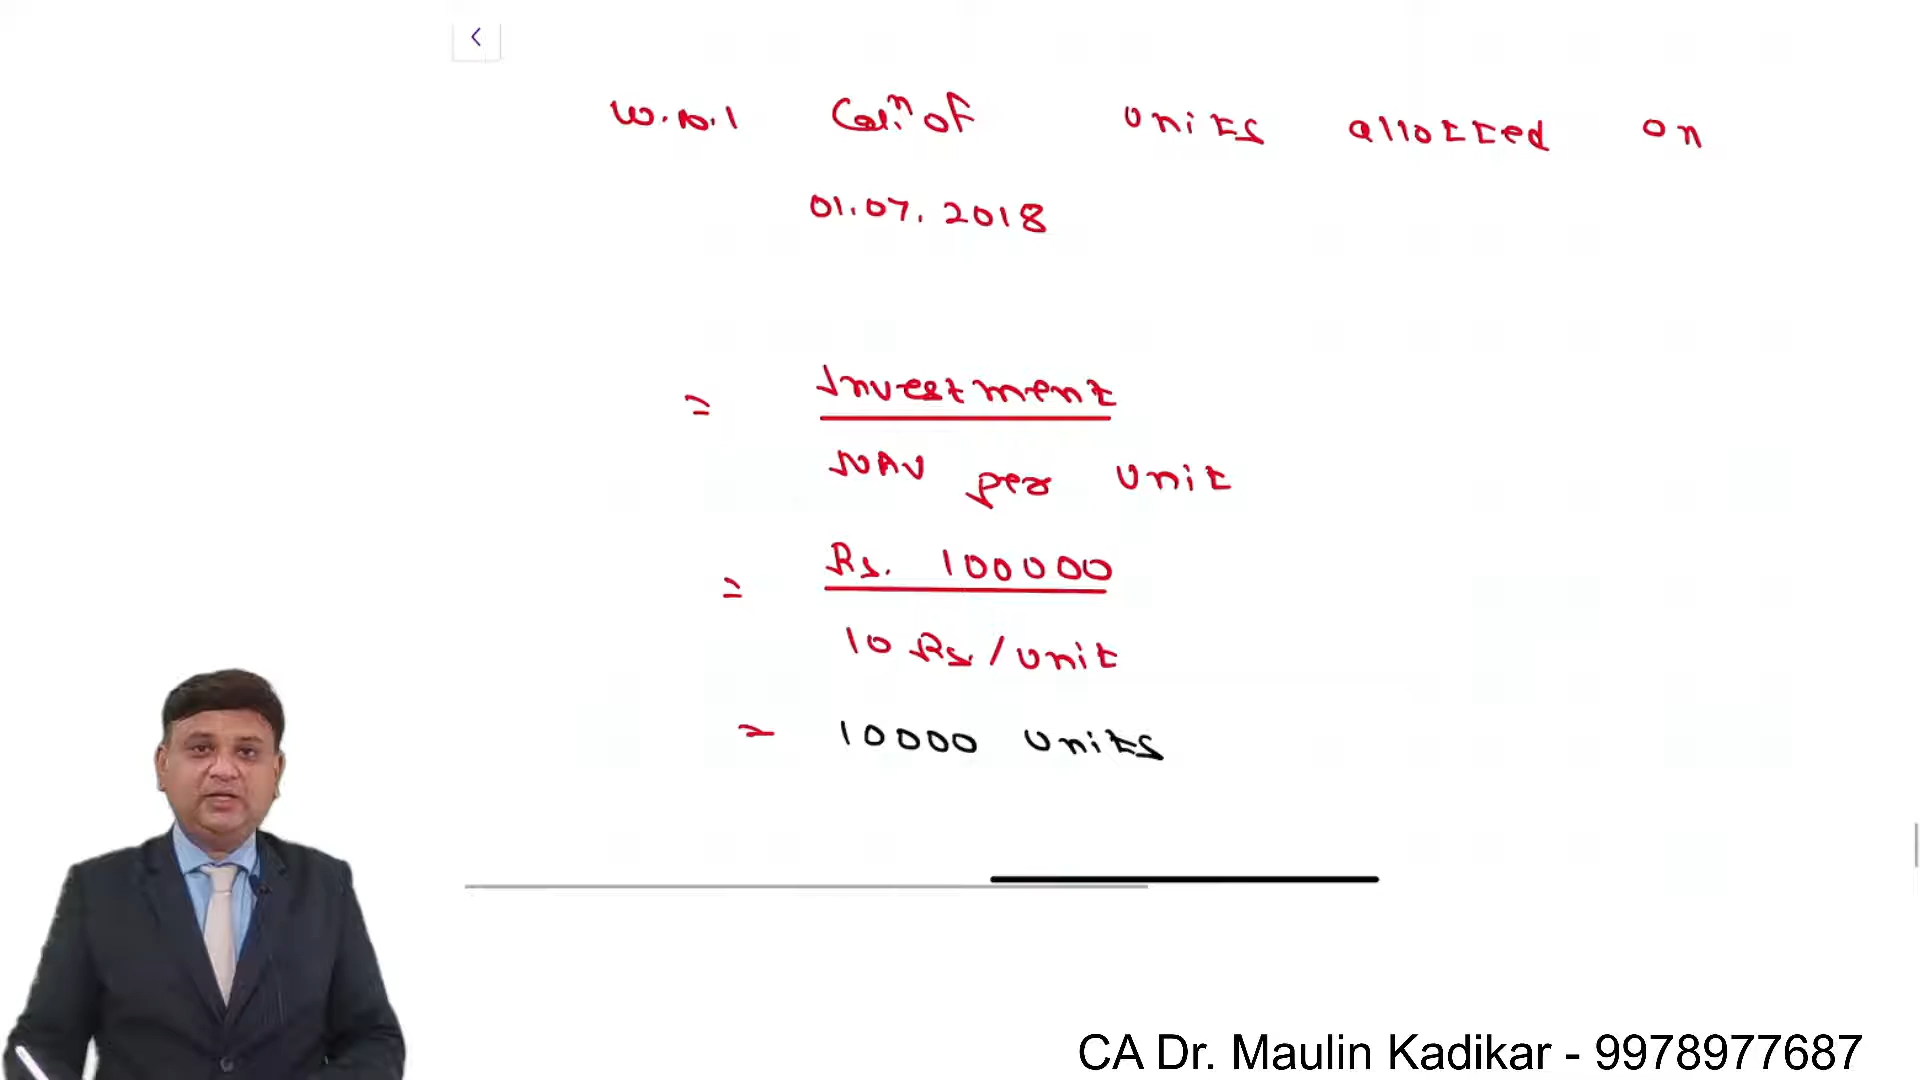 W.N.1 Calⁿ of units allotted on
01.07.2018
= Investment
NAV per unit
= Rs. 100000
10 Rs./unit
= 10000 units
CA Dr. Maulin Kadikar - 9978977687